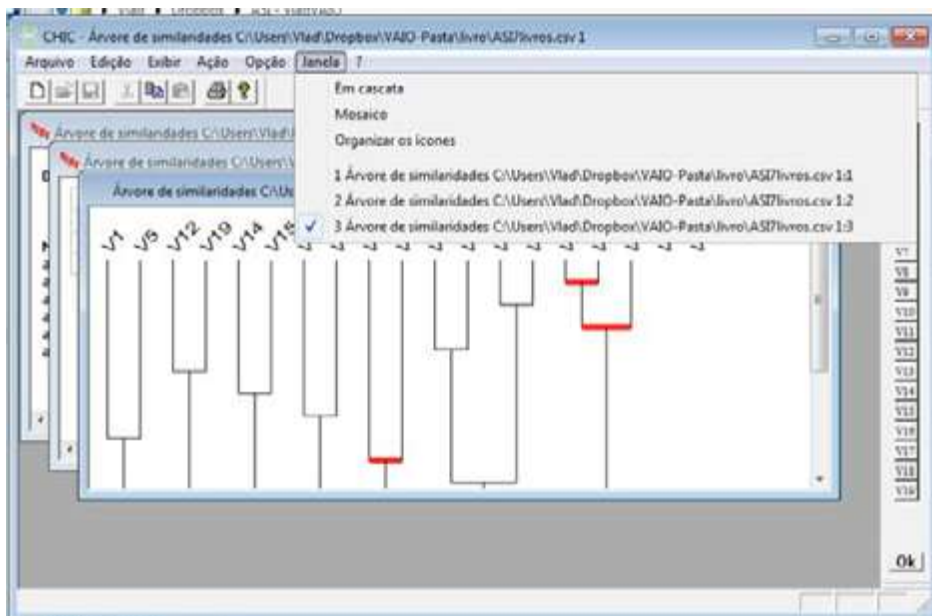 CHIC - Árvore de similaridades C:\Users\Vlad\Dropbox\VAIO-Pasta\livro\ASI7livros.csv 1
Arquivo Edição Exibir Ação Opção Janela ?
Em cascata
Mosaico
Organizar os ícones
1 Árvore de similaridades C:\Users\Vlad\Dropbox\VAIO-Pasta\livro\ASI7livros.csv 1:1
2 Árvore de similaridades C:\Users\Vlad\Dropbox\VAIO-Pasta\livro\ASI7livros.csv 1:2
3 Árvore de similaridades C:\Users\Vlad\Dropbox\VAIO-Pasta\livro\ASI7livros.csv 1:3
Árvore de similaridades C:\Users\Vlad\
Árvore de similaridades C:\Users\
Árvore de similaridades C:\Us
V1 V5 V12 V19 V14 V15
V8
V9
V10
V11
V12
V13
V14
V15
V16
V17
V18
V19
Ok